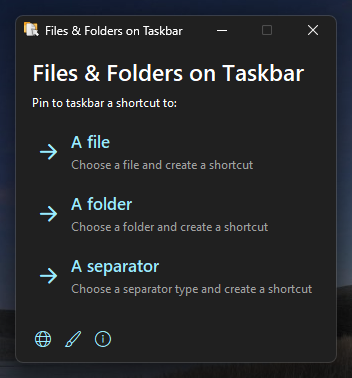 Files & Folders on Taskbar
Files & Folders on Taskbar
Pin to taskbar a shortcut to:
A file
Choose a file and create a shortcut
A folder
Choose a folder and create a shortcut
A separator
Choose a separator type and create a shortcut